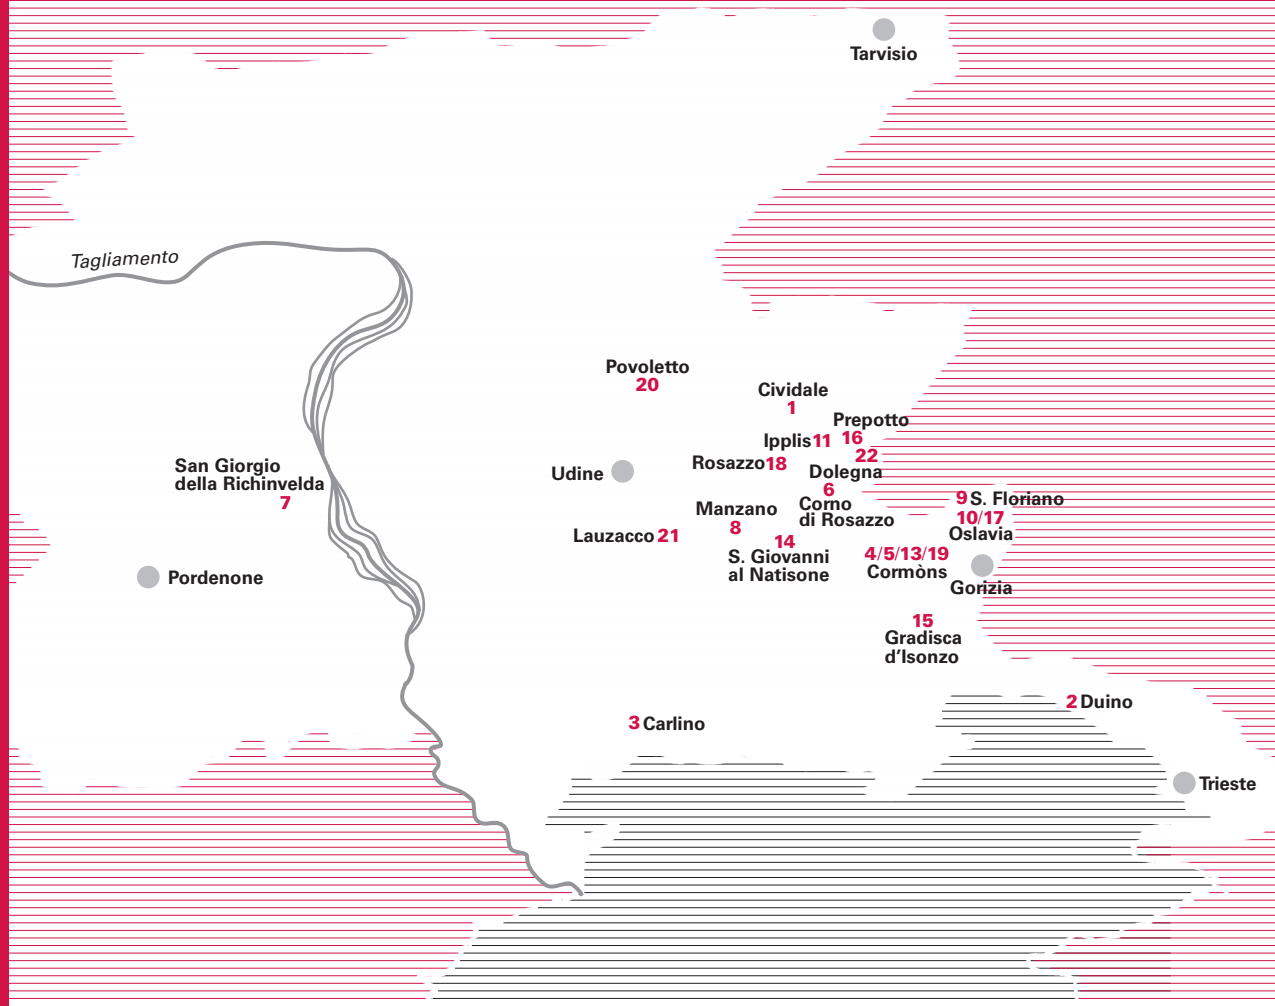 Tarvisio
Tagliamento
Povoletto
20
Cividale
1
Prepotto
16
Ipplis 11
22
Rosazzo 18
Udine
Dolegna
6
San Giorgio
della Richinvelda
7
Corno
di Rosazzo
9 S. Floriano
10/17
Oslavia
Manzano
8
Lauzacco 21
14
S. Giovanni
al Natisone
4/5/13/19
Cormòns
Gorizia
Pordenone
15
Gradisca
d'Isonzo
2 Duino
3 Carlino
Trieste